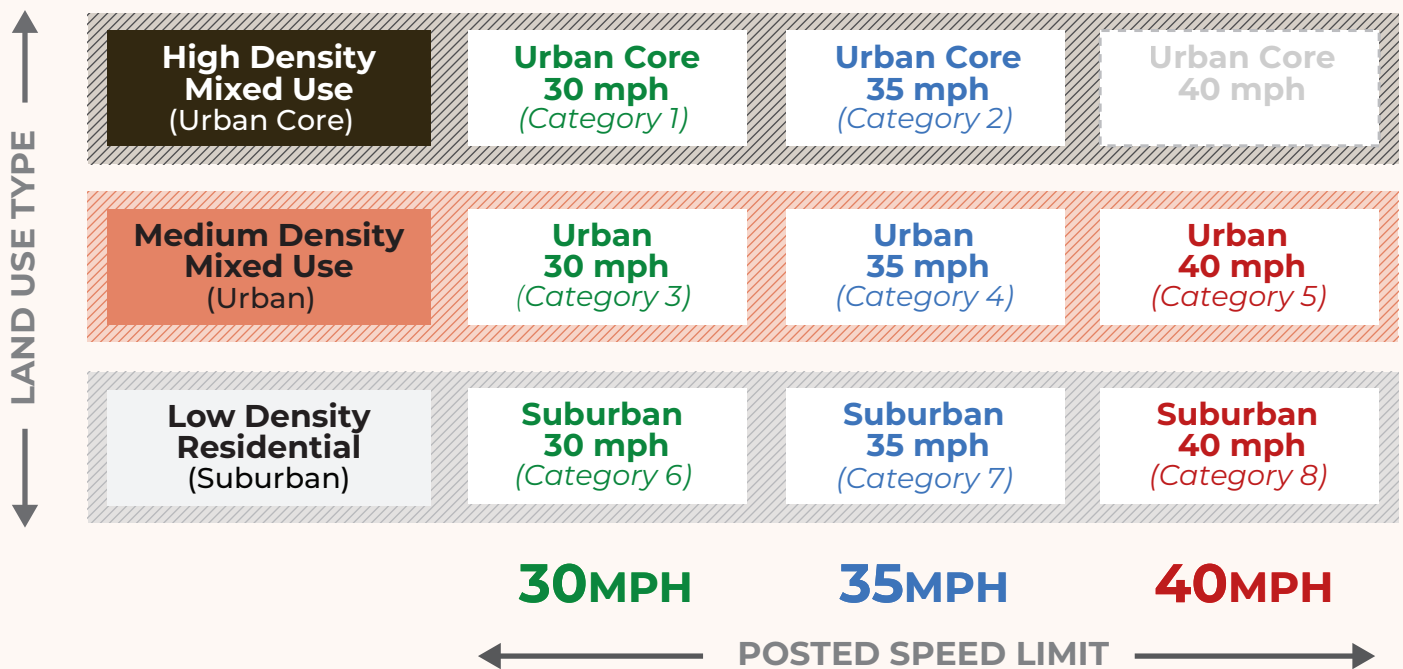 LAND USE TYPE
High Density
Mixed Use
(Urban Core)
Urban Core
30 mph
(Category 1)
Urban Core
35 mph
(Category 2)
Urban Core
40 mph
Medium Density
Mixed Use
(Urban)
Urban
30 mph
(Category 3)
Urban
35 mph
(Category 4)
Urban
40 mph
(Category 5)
Low Density
Residential
(Suburban)
Suburban
30 mph
(Category 6)
Suburban
35 mph
(Category 7)
Suburban
40 mph
(Category 8)
30MPH
35MPH
40MPH
POSTED SPEED LIMIT